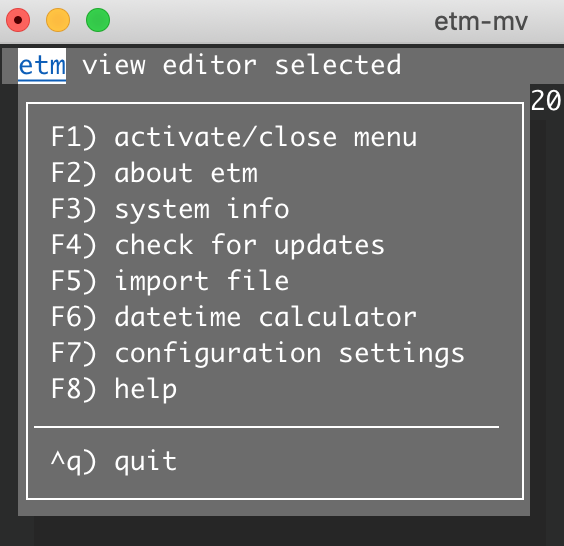 etm-mv
etm view editor selected
20
F1) activate/close menu
F2) about etm
F3) system info
F4) check for updates
F5) import file
F6) datetime calculator
F7) configuration settings
F8) help
^q) quit